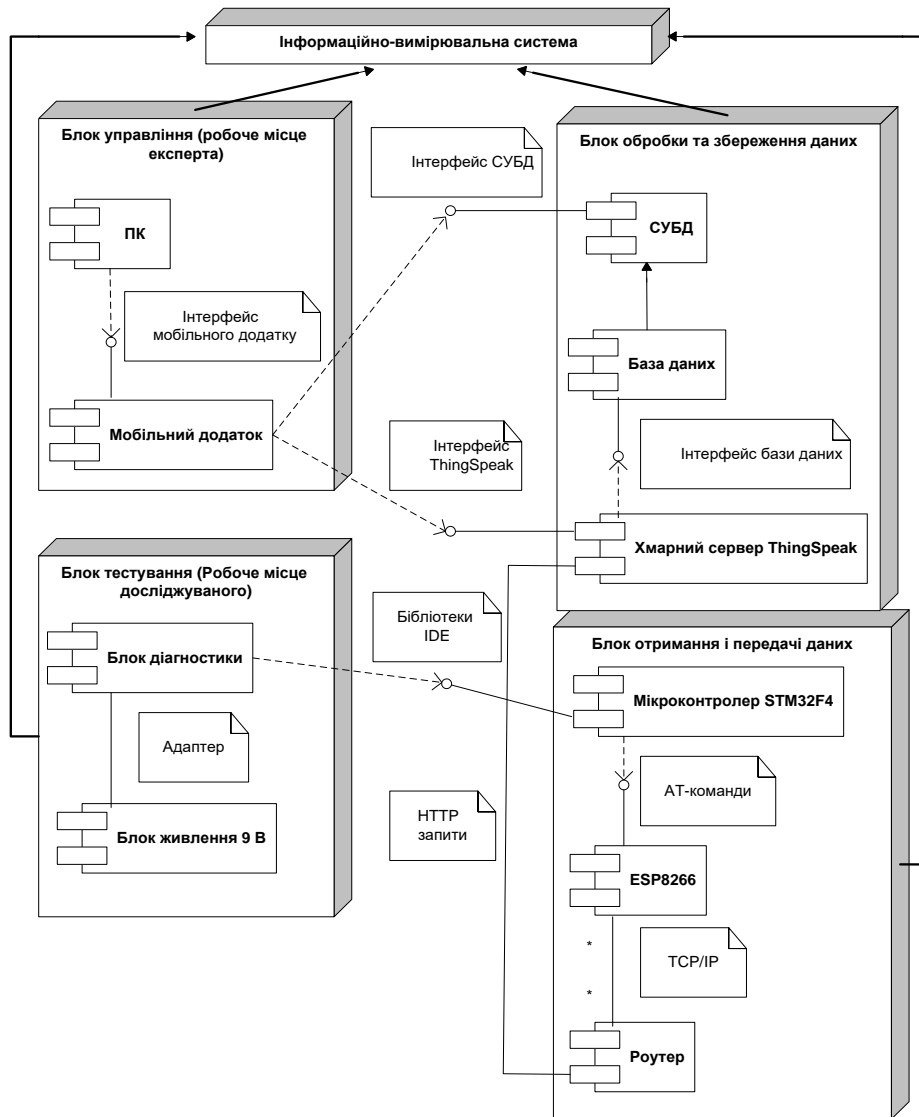 Інформаційно-вимірювальна система
Блок управління (робоче місце
експерта)
ПК
Інтерфейс
мобільного додатку
Мобільний додаток
Інтерфейс СУБД
Блок обробки та збереження даних
СУБД
База даних
Інтерфейс
ThingSpeak
Інтерфейс бази даних
Хмарний сервер ThingSpeak
Блок тестування (Робоче місце
досліджуваного)
Блок діагностики
Адаптер
Блок живлення 9 В
Бібліотеки
IDE
HTTP
запити
Блок отримання і передачі даних
Мікроконтролер STM32F4
АТ-команди
ESP8266
*
TCP/IP
*
Роутер